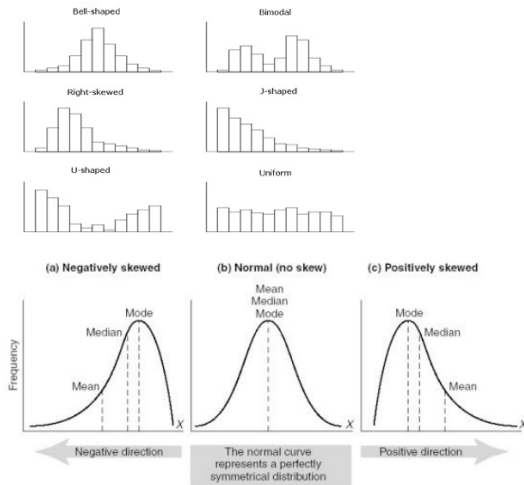 Bell-shaped
Bimodal
Right-skewed
J-shaped
U-shaped
Uniform
(a) Negatively skewed
(b) Normal (no skew)
(c) Positively skewed
Frequency
Mode
Median
Mean
X
Mean
Median
Mode
X
Mode
Median
Mean
X
Negative direction
The normal curve
represents a perfectly
symmetrical distribution
Positive direction